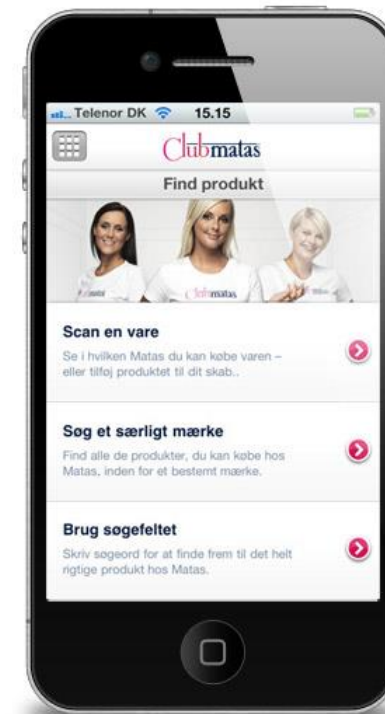 Telenor DK 15.15
Clubmatas
Find produkt
Clubmatas
Scan en vare
Se i hvilken Matas du kan købe varen –
eller tilføj produktet til dit skab..
Søg et særligt mærke
Find alle de produkter, du kan købe hos
Matas, inden for et bestemt mærke.
Brug søgefeltet
Skriv søgeord for at finde frem til det helt
rigtige produkt hos Matas.